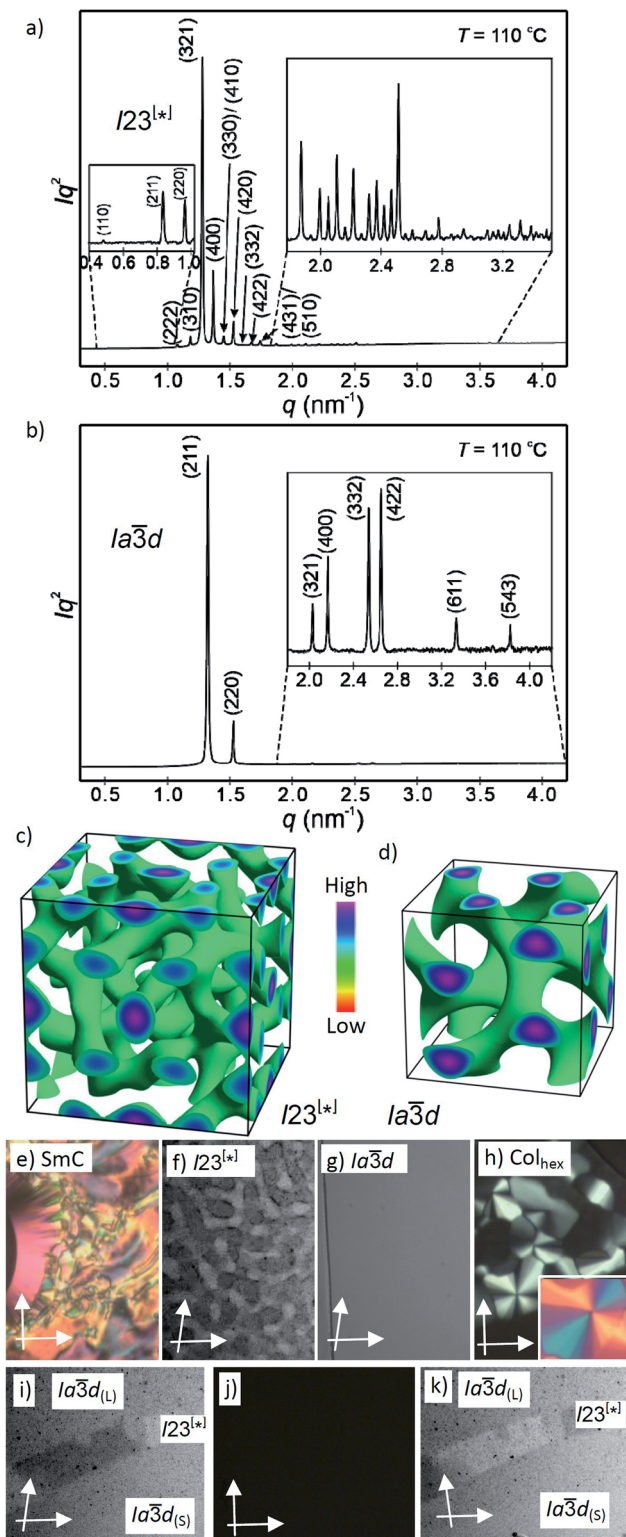 a)
T = 110 °C
I23[*]
Iq²
(321)
(330)/ (410)
(420)
(332)
(400)
(422)
(431)/
(510)
(222)
(310)
(110)
(211)
(220)
0.4 0.6 0.8 1.0
2.0 2.4 2.8 3.2
0.5 1.0 1.5 2.0 2.5 3.0 3.5 4.0
q (nm⁻¹)
b)
T = 110 °C
Ia3̅d
Iq²
(211)
(220)
(321)
(400)
(332)
(422)
(611)
(543)
2.0 2.4 2.8 3.2 3.6 4.0
0.5 1.0 1.5 2.0 2.5 3.0 3.5 4.0
q (nm⁻¹)
c)
d)
High
Low
I23[*]
Ia3̅d
e) SmC
f) I23[*]
g) Ia3̅d
h) Colhex
i)
Ia3̅d(L)
I23[*]
Ia3̅d(S)
j)
k)
Ia3̅d(L)
I23[*]
Ia3̅d(S)